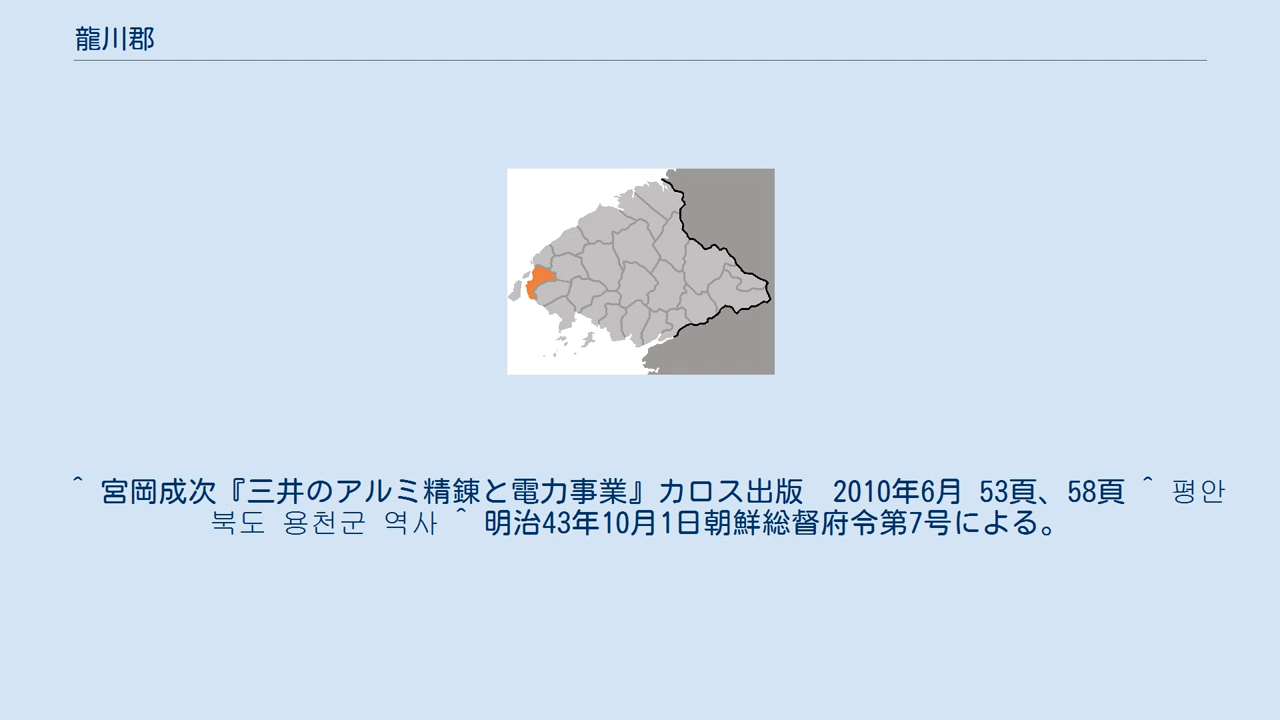 龍川郡
^ 宮岡成次『三井のアルミ精錬と電力事業』カロス出版　2010年6月 53頁、58頁 ^ 평안
북도 용천군 역사 ^ 明治43年10月1日朝鮮総督府令第7号による。